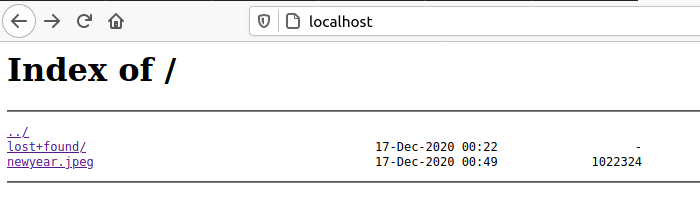 localhost
Index of /
../
lost+found/ 17-Dec-2020 00:22 -
newyear.jpeg 17-Dec-2020 00:49 1022324